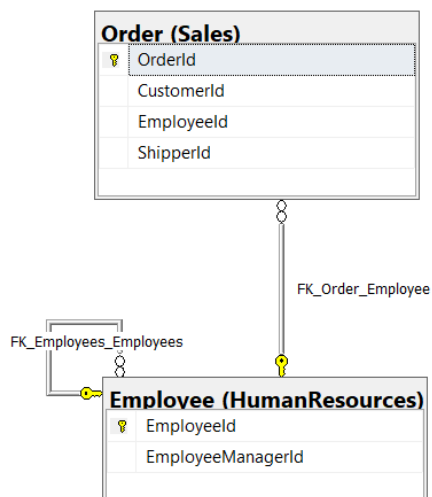 Order (Sales)
OrderId
CustomerId
EmployeeId
ShipperId
FK_Order_Employee
FK_Employees_Employees
Employee (HumanResources)
EmployeeId
EmployeeManagerId